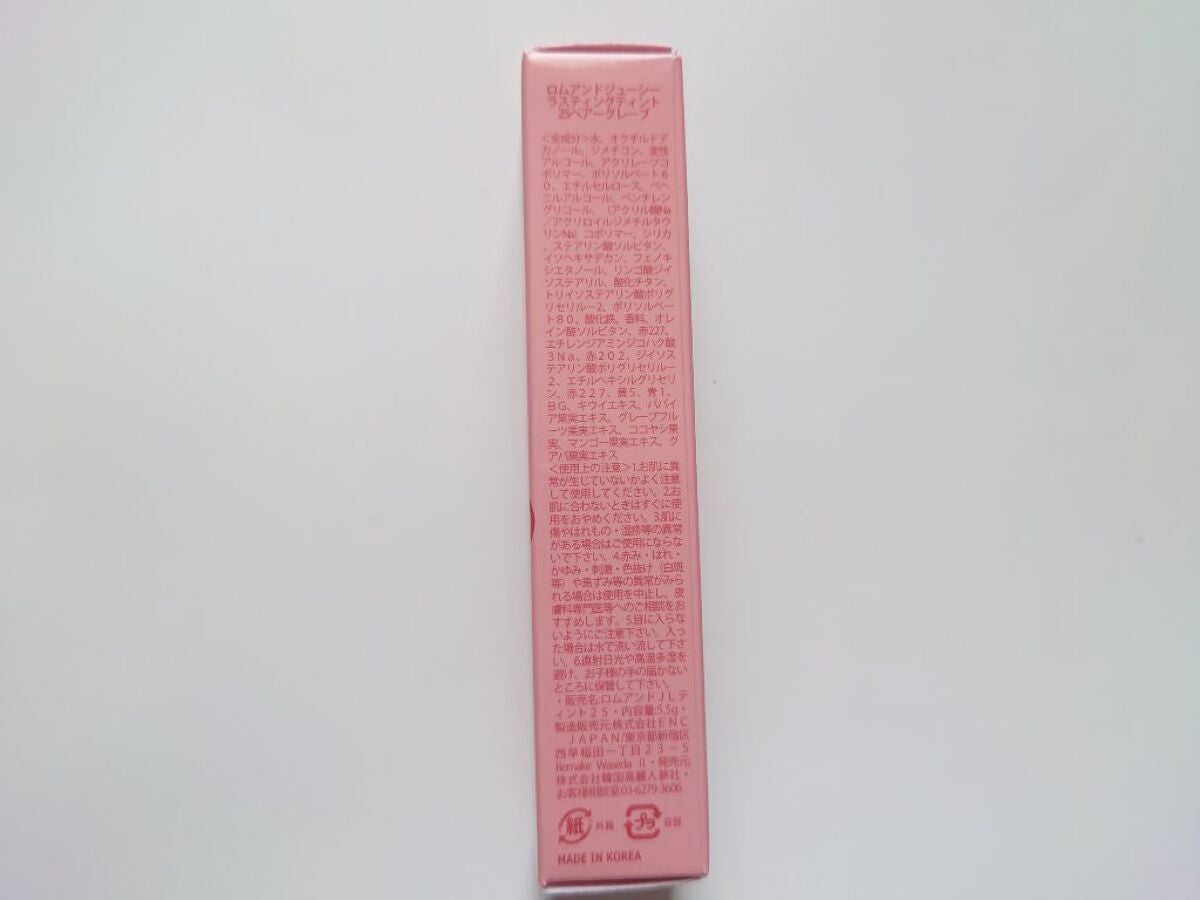 ロムアンドジューシー
ラスティングティント
25ベアーグレープ
<全成分>水、オクチルドデ
カノール、ジメチコン、変性
アルコール、アクリレーツコ
ポリマー、ポリソルベート6
0、エチルセルロース、ベヘ
ニルアルコール、ペンチレン
グリコール、(アクリル酸Na
/アクリロイルジメチルタウ
リンNa)コポリマー、シリカ
、ステアリン酸ソルビタン、
イソヘキサデカン、フェノキ
シエタノール、リンゴ酸ジイ
ソステアリル、酸化チタン、
トリイソステアリン酸ポリグ
リセリルー2、ポリソルベー
ト80、酸化鉄、香料、オレ
イン酸ソルビタン、赤227、
エチレンジアミンジコハク酸
3Na、赤202、ジイソス
テアリン酸ポリグリセリルー
2、エチルヘキシルグリセリ
ン、赤227、黄5、青1、
BG、キウイエキス、パパイ
ア果実エキス、グレープフル
ーツ果実エキス、ココヤシ果
実、マンゴー果実エキス、グ
アバ果実エキス
<使用上の注意>1.お肌に異
常が生じていないかよく注意
して使用してください。2.お
肌に合わないときはすぐに使
用をおやめください。3.肌に
傷やはれもの・湿疹等の異常
がある場合はご使用にならな
いで下さい。4.赤み・はれ・
かゆみ・刺激・色抜け(白斑
等)や黒ずみ等の異常がみら
れる場合は使用を中止し、皮
膚科専門医等へのご相談をお
すすめします。5.目に入らな
いようにご注意下さい。入っ
た場合は水で洗い流して下さ
い。6.直射日光や高温多湿を
避け、お子様の手の届かない
ところに保管して下さい。
・販売名:ロムアンドJLテ
ィント25・内容量:5.5g・
製造販売元:株式会社ENC
JAPAN/東京都新宿区
西早稲田一丁目23-5
Remake Waseda II・発売元:
株式会社韓国高麗人蔘社・
お客様相談室:03-6279-3606
紙 外箱 プラ 容器
MADE IN KOREA